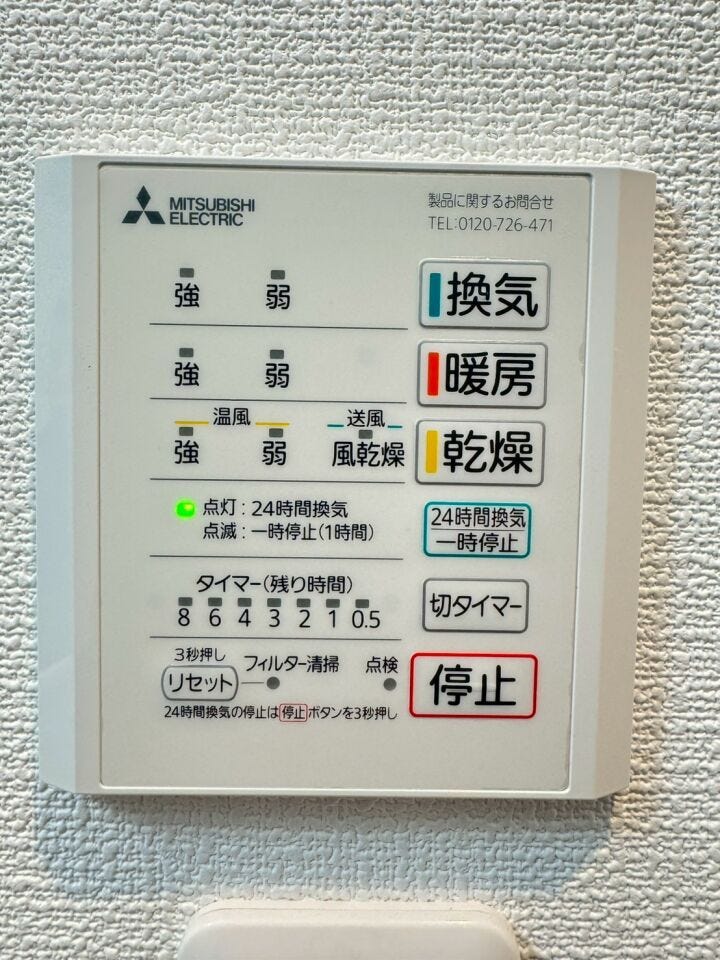 MITSUBISHI
ELECTRIC
製品に関するお問合せ
TEL:0120-726-471
強 弱 換気
強 弱 暖房
温風 送風
強 弱 風乾燥 乾燥
点灯：24時間換気
点滅：一時停止(1時間)
24時間換気
一時停止
タイマー(残り時間)
8 6 4 3 2 1 0.5
切タイマー
3秒押し
リセット フィルター清掃 点検
停止
24時間換気の停止は停止ボタンを3秒押し